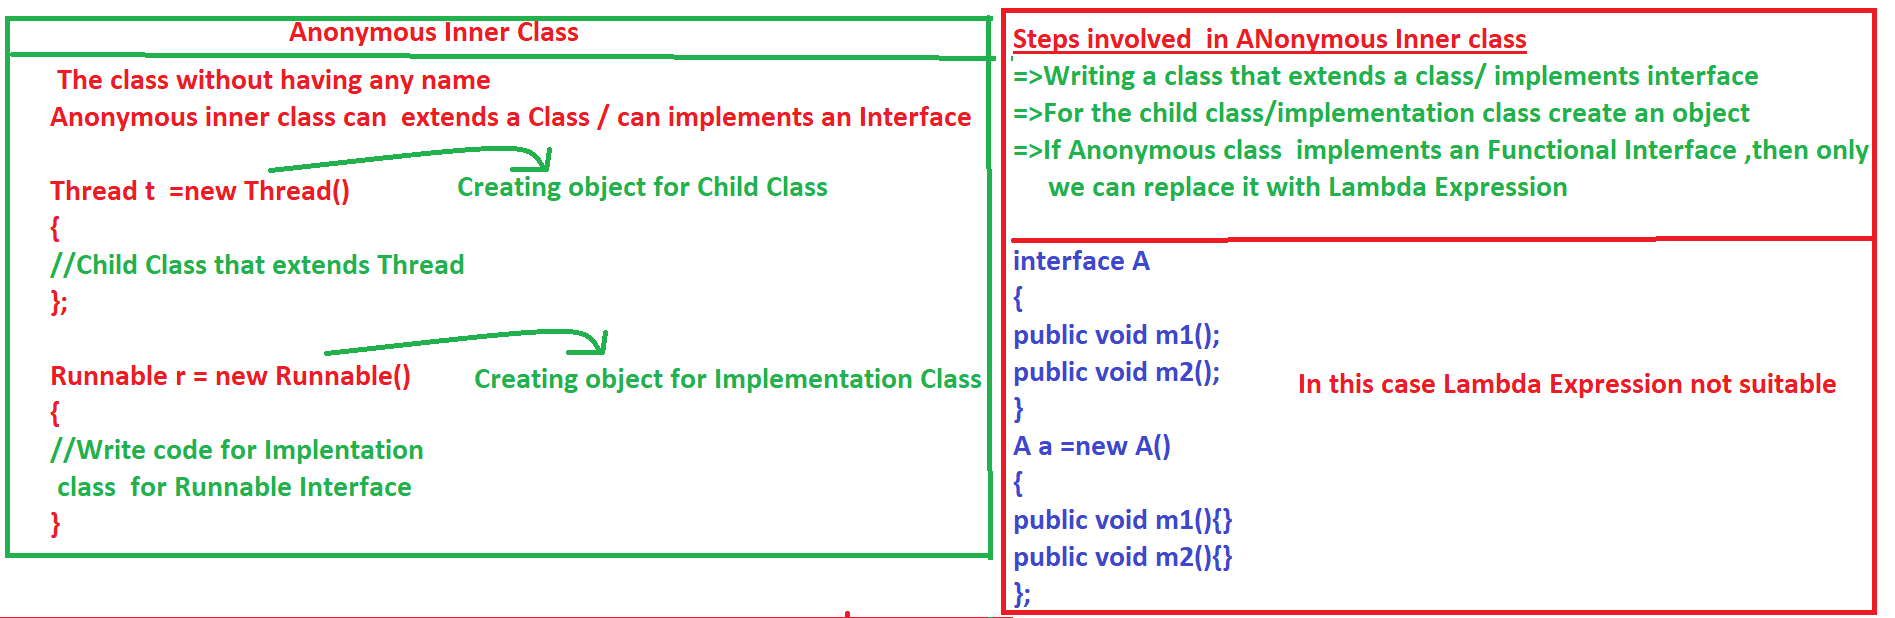 Anonymous Inner Class
The class without having any name
Anonymous inner class can extends a Class / can implements an Interface
Thread t =new Thread()
Creating object for Child Class
{
//Child Class that extends Thread
};
Runnable r = new Runnable()
Creating object for Implementation Class
{
//Write code for Implentation
class for Runnable Interface
}
Steps involved in ANonymous Inner class
=>Writing a class that extends a class/ implements interface
=>For the child class/implementation class create an object
=>If Anonymous class implements an Functional Interface ,then only
we can replace it with Lambda Expression
interface A
{
public void m1();
public void m2();
}
In this case Lambda Expression not suitable
A a =new A()
{
public void m1(){}
public void m2(){}
};